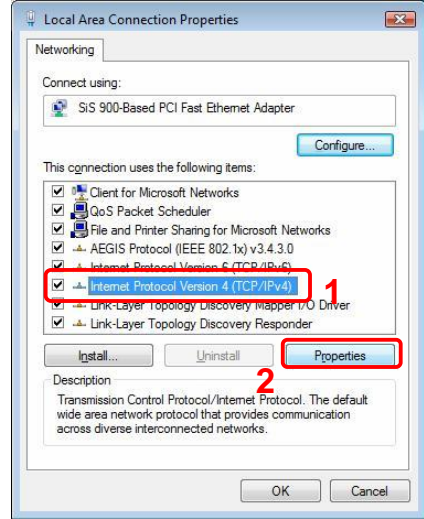 Local Area Connection Properties
Networking
Connect using:
SiS 900-Based PCI Fast Ethernet Adapter
Configure...
This connection uses the following items:
Client for Microsoft Networks
QoS Packet Scheduler
File and Printer Sharing for Microsoft Networks
AEGIS Protocol (IEEE 802.1x) v3.4.3.0
Internet Protocol Version 6 (TCP/IPv6)
Internet Protocol Version 4 (TCP/IPv4)
1
Link-Layer Topology Discovery Mapper I/O Driver
Link-Layer Topology Discovery Responder
Install...
Uninstall
Properties
2
Description
Transmission Control Protocol/Internet Protocol. The default
wide area network protocol that provides communication
across diverse interconnected networks.
OK
Cancel